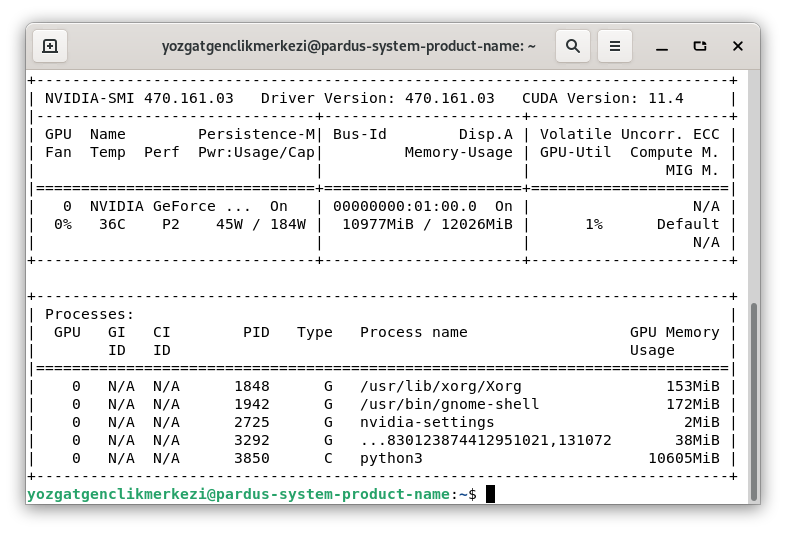 yozgatgenclikmerkezi@pardus-system-product-name: ~
+-----------------------------------------------------------------------------+
| NVIDIA-SMI 470.161.03   Driver Version: 470.161.03   CUDA Version: 11.4     |
|-------------------------------+----------------------+----------------------+
| GPU  Name        Persistence-M| Bus-Id        Disp.A | Volatile Uncorr. ECC |
| Fan  Temp  Perf  Pwr:Usage/Cap|         Memory-Usage | GPU-Util  Compute M. |
|                               |                      |               MIG M. |
|===============================+======================+======================|
|   0  NVIDIA GeForce ...  On   | 00000000:01:00.0  On |                  N/A |
|  0%   36C    P2    45W / 184W |  10977MiB / 12026MiB |      1%      Default |
|                               |                      |                  N/A |
+-------------------------------+----------------------+----------------------+

+-----------------------------------------------------------------------------+
| Processes:                                                                  |
|  GPU   GI   CI        PID   Type   Process name                  GPU Memory |
|        ID   ID                                                   Usage      |
|=============================================================================|
|    0   N/A  N/A      1848      G   /usr/lib/xorg/Xorg                153MiB |
|    0   N/A  N/A      1942      G   /usr/bin/gnome-shell              172MiB |
|    0   N/A  N/A      2725      G   nvidia-settings                     2MiB |
|    0   N/A  N/A      3292      G   ...830123874412951021,131072       38MiB |
|    0   N/A  N/A      3850      C   python3                         10605MiB |
+-----------------------------------------------------------------------------+
yozgatgenclikmerkezi@pardus-system-product-name:~$